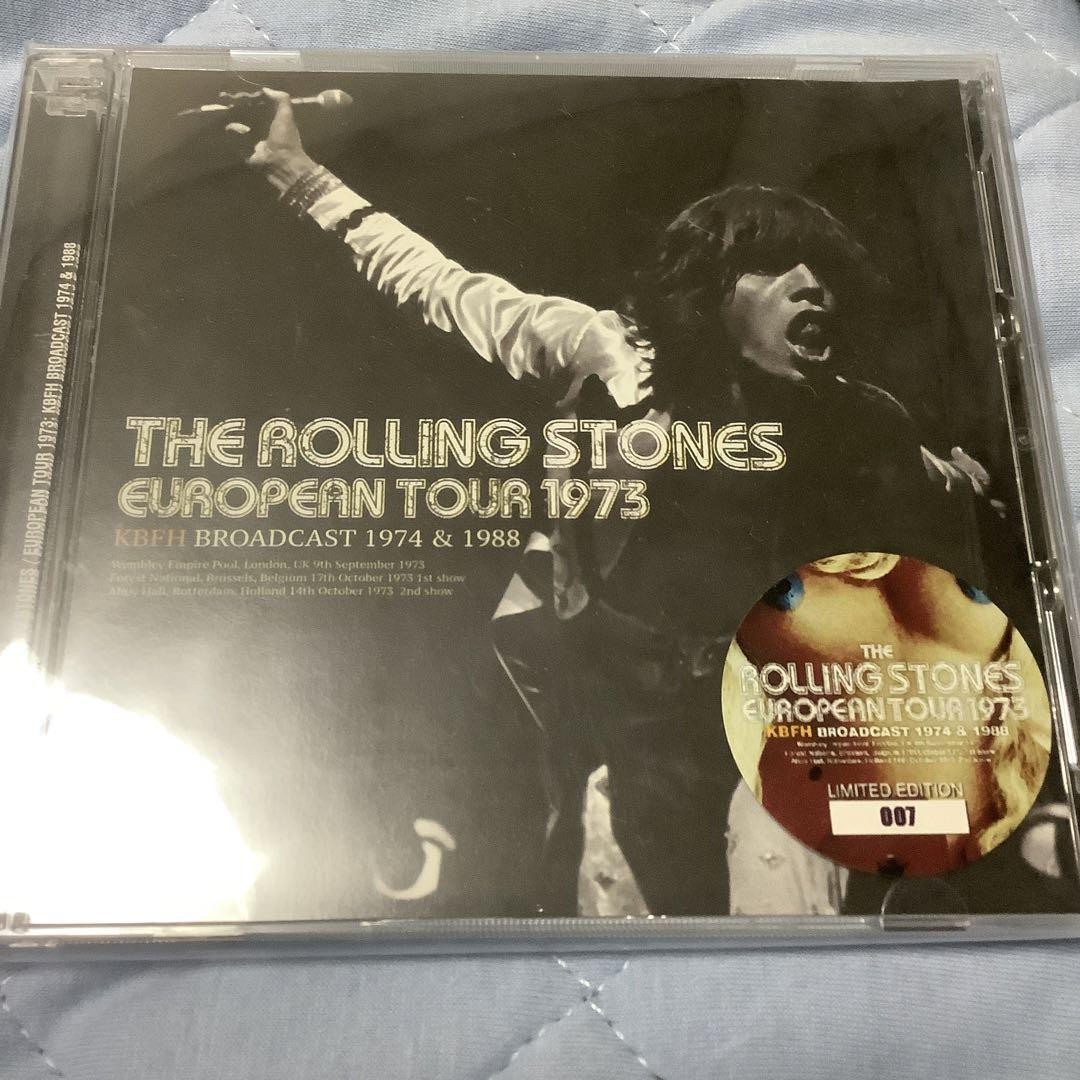 THE ROLLING STONES
EUROPEAN TOUR 1973
KBFH BROADCAST 1974 & 1988
Wembley Empire Pool, London, UK 9th September 1973
Forest National, Brussels, Belgium 17th October 1973 1st show
Ahoy Hall, Rotterdam, Holland 14th October 1973 2nd show
/ EUROPEAN TOUR 1973: KBFH BROADCAST 1974 & 1988
THE
ROLLING STONES
EUROPEAN TOUR 1973
KBFH BROADCAST 1974 & 1988
LIMITED EDITION
007